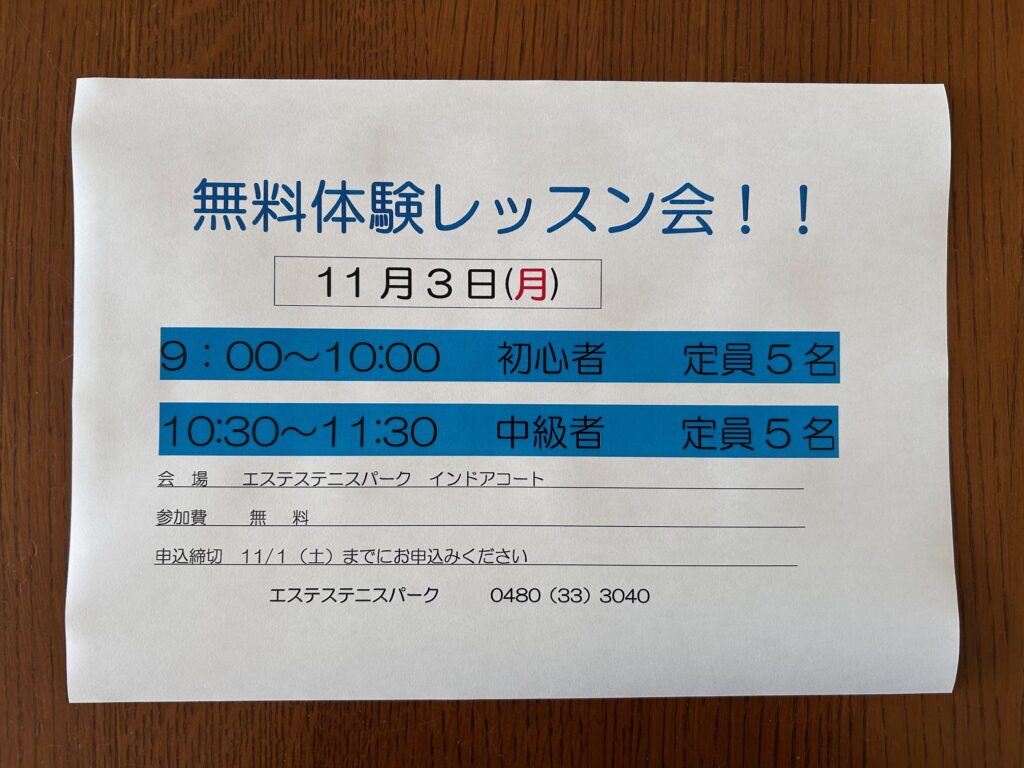 無料体験レッスン会！！
11月3日(月)
9：00～10:00　初心者　定員5名
10:30～11:30　中級者　定員5名
会　場　エステステニスパーク　インドアコート
参加費　無　料
申込締切　11/1（土）までにお申込みください
エステステニスパーク　0480（33）3040